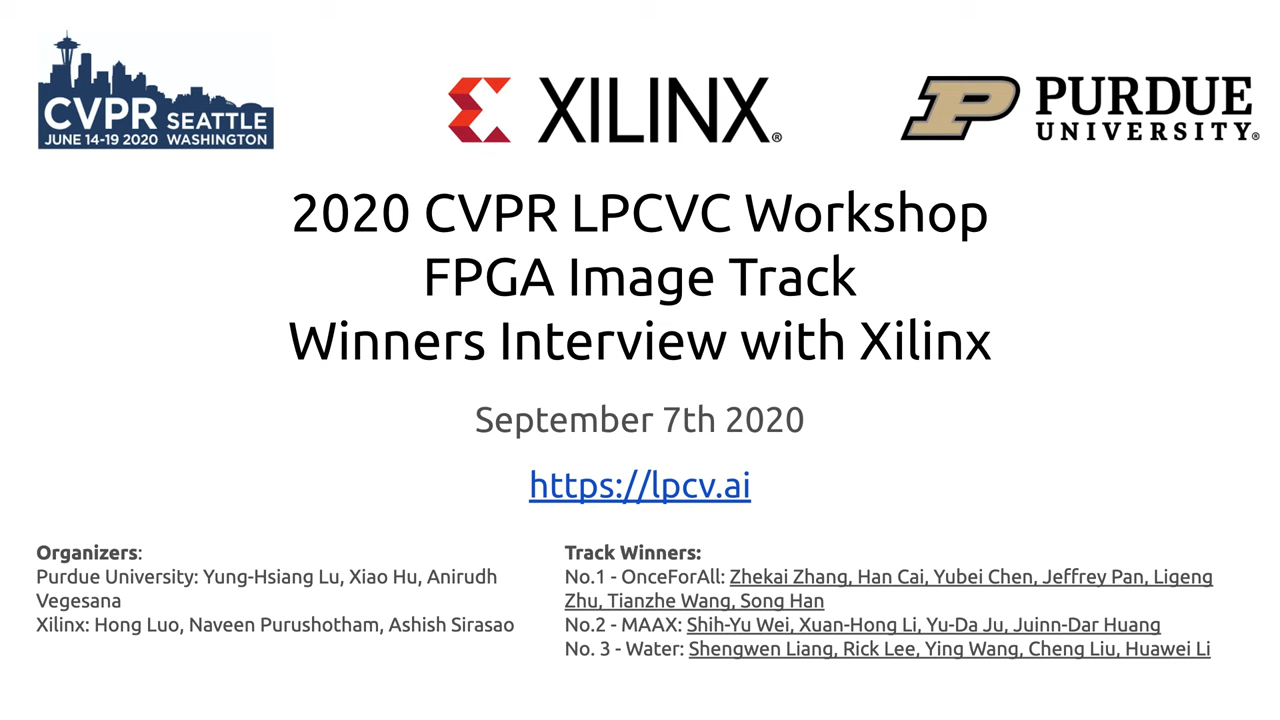 CVPR SEATTLE
JUNE 14-19 2020 WASHINGTON
XILINX®
P PURDUE
UNIVERSITY®
2020 CVPR LPCVC Workshop
FPGA Image Track
Winners Interview with Xilinx
September 7th 2020
https://lpcv.ai
Organizers:
Purdue University: Yung-Hsiang Lu, Xiao Hu, Anirudh
Vegesana
Xilinx: Hong Luo, Naveen Purushotham, Ashish Sirasao
Track Winners:
No.1 - OnceForAll: Zhekai Zhang, Han Cai, Yubei Chen, Jeffrey Pan, Ligeng
Zhu, Tianzhe Wang, Song Han
No.2 - MAAX: Shih-Yu Wei, Xuan-Hong Li, Yu-Da Ju, Juinn-Dar Huang
No. 3 - Water: Shengwen Liang, Rick Lee, Ying Wang, Cheng Liu, Huawei Li